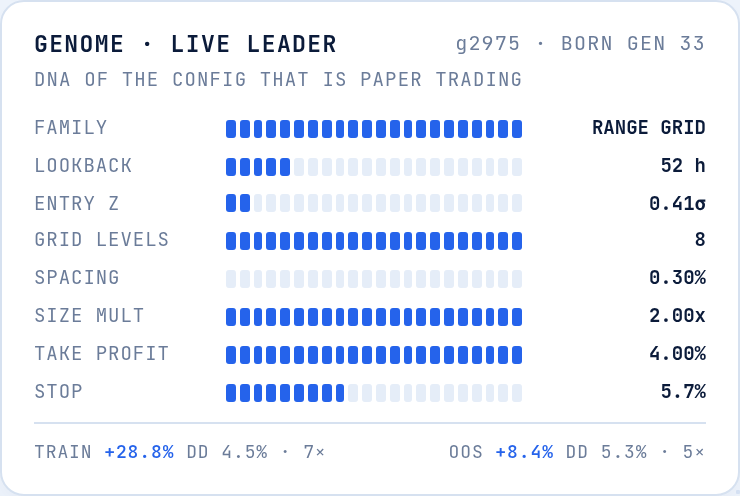 GENOME · LIVE LEADER g2975 · BORN GEN 33
DNA OF THE CONFIG THAT IS PAPER TRADING
FAMILY RANGE GRID
LOOKBACK 52 h
ENTRY Z 0.41σ
GRID LEVELS 8
SPACING 0.30%
SIZE MULT 2.00x
TAKE PROFIT 4.00%
STOP 5.7%
TRAIN +28.8% DD 4.5% · 7× OOS +8.4% DD 5.3% · 5×